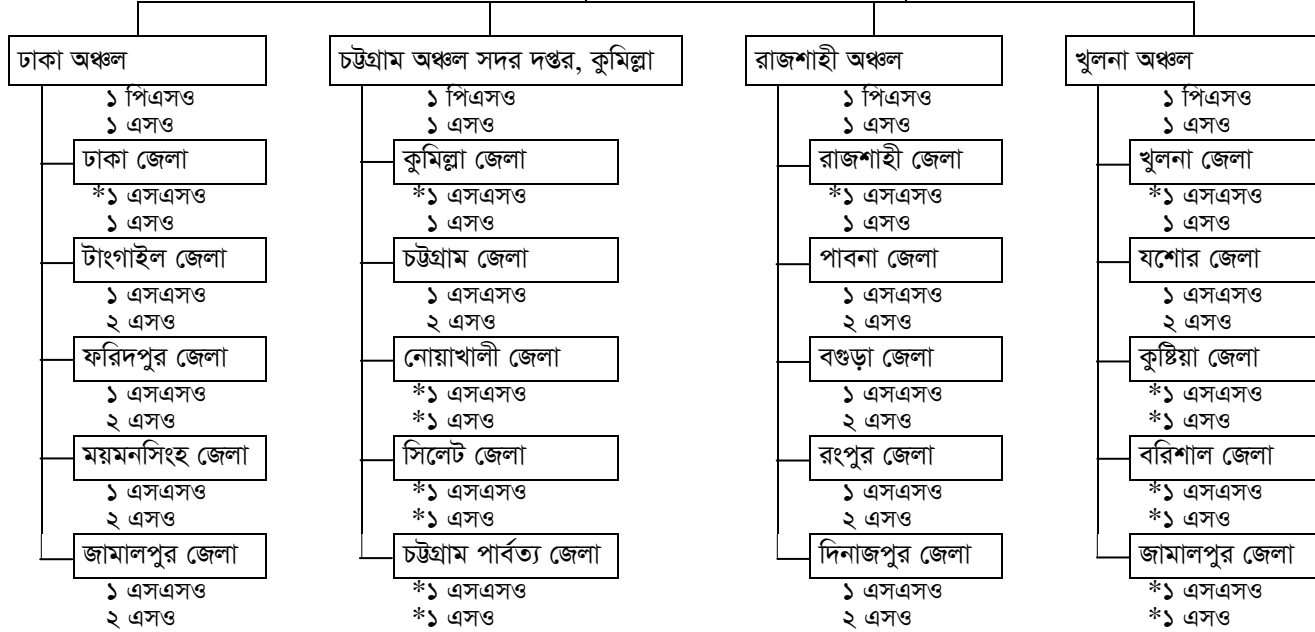 ঢাকা অঞ্চল
১ পিএসও
১ এসও
ঢাকা জেলা
*১ এসএসও
১ এসও
টাংগাইল জেলা
১ এসএসও
২ এসও
ফরিদপুর জেলা
১ এসএসও
২ এসও
ময়মনসিংহ জেলা
১ এসএসও
২ এসও
জামালপুর জেলা
১ এসএসও
২ এসও
চট্টগ্রাম অঞ্চল সদর দপ্তর, কুমিল্লা
১ পিএসও
১ এসও
কুমিল্লা জেলা
*১ এসএসও
১ এসও
চট্টগ্রাম জেলা
১ এসএসও
২ এসও
নোয়াখালী জেলা
*১ এসএসও
*১ এসও
সিলেট জেলা
*১ এসএসও
*১ এসও
চট্টগ্রাম পার্বত্য জেলা
*১ এসএসও
*১ এসও
রাজশাহী অঞ্চল
১ পিএসও
১ এসও
রাজশাহী জেলা
*১ এসএসও
১ এসও
পাবনা জেলা
১ এসএসও
২ এসও
বগুড়া জেলা
১ এসএসও
২ এসও
রংপুর জেলা
১ এসএসও
২ এসও
দিনাজপুর জেলা
১ এসএসও
২ এসও
খুলনা অঞ্চল
১ পিএসও
১ এসও
খুলনা জেলা
*১ এসএসও
১ এসও
যশোর জেলা
১ এসএসও
২ এসও
কুষ্টিয়া জেলা
*১ এসএসও
*১ এসও
বরিশাল জেলা
*১ এসএসও
*১ এসও
জামালপুর জেলা
*১ এসএসও
*১ এসও